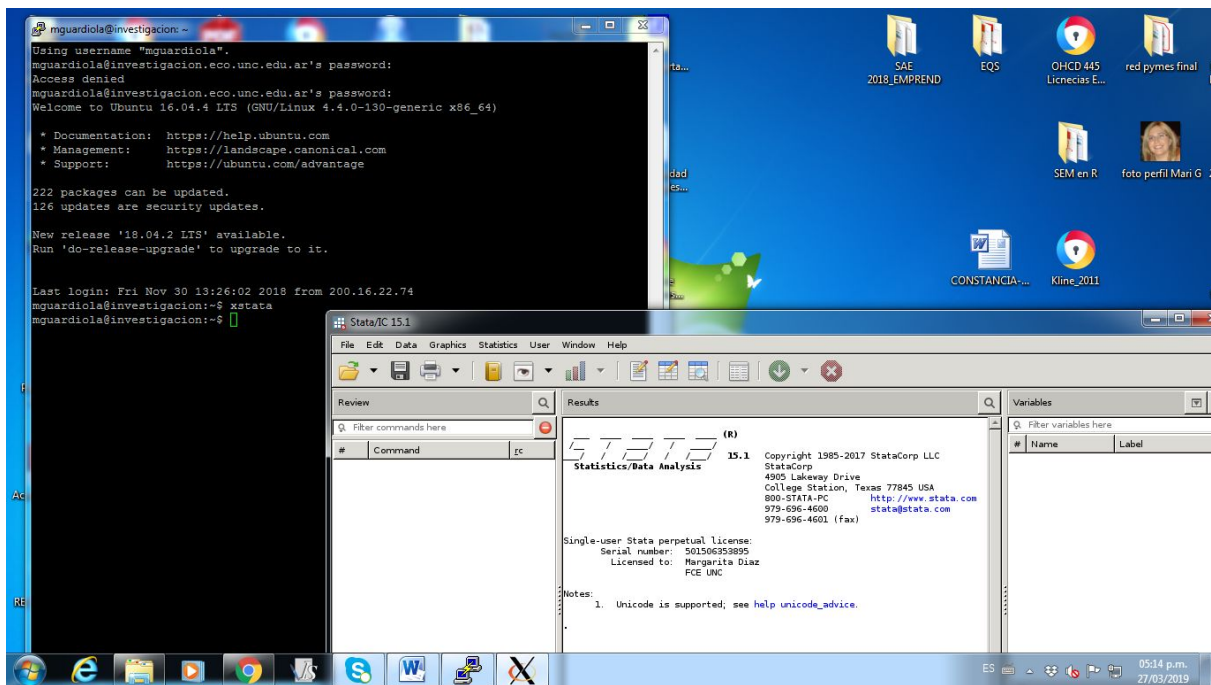 mguardiola@investigacion: ~
Using username "mguardiola".
mguardiola@investigacion.eco.unc.edu.ar's password:
Access denied
mguardiola@investigacion.eco.unc.edu.ar's password:
Welcome to Ubuntu 16.04.4 LTS (GNU/Linux 4.4.0-130-generic x86_64)
* Documentation: https://help.ubuntu.com
* Management: https://landscape.canonical.com
* Support: https://ubuntu.com/advantage
222 packages can be updated.
126 updates are security updates.
New release '18.04.2 LTS' available.
Run 'do-release-upgrade' to upgrade to it.
Last login: Fri Nov 30 13:26:02 2018 from 200.16.22.74
mguardiola@investigacion:~$ xstata
mguardiola@investigacion:~$
SAE
2018_EMPREND
EQS
OHCD 445
Licnecias E...
red pymes final
SEM en R
foto perfil Mari G
CONSTANCIA-...
Kline_2011
Stata/IC 15.1
File Edit Data Graphics Statistics User Window Help
Review
Filter commands here
# Command rc
Results
(R)
15.1 Copyright 1985-2017 StataCorp LLC
Statistics/Data Analysis StataCorp
4905 Lakeway Drive
College Station, Texas 77845 USA
800-STATA-PC http://www.stata.com
979-696-4600 stata@stata.com
979-696-4601 (fax)
Single-user Stata perpetual license:
Serial number: 501506353895
Licensed to: Margarita Diaz
FCE UNC
Notes:
1. Unicode is supported; see help unicode_advice.
.
Variables
Filter variables here
# Name Label
ES
05:14 p.m.
27/03/2019